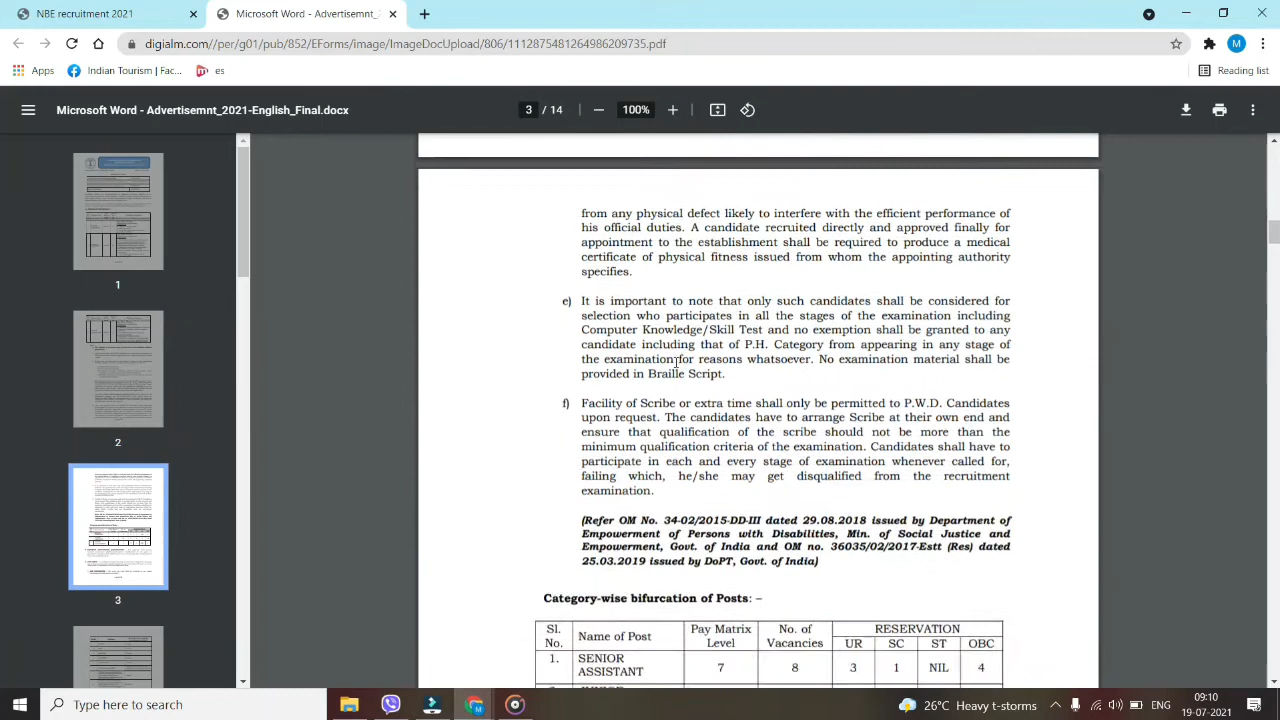 NBE recruitment 2021
Microsoft Word - Advertisemnt_
digialm.com//per/g01/pub/852/EForms/image/ImageDocUpload/806/1112875481264986209735.pdf
M
Apps
Indian Tourism | Fac...
es
Reading list
Microsoft Word - Advertisemnt_2021-English_Final.docx
3 / 14
100%
from any physical defect likely to interfere with the efficient performance of
his official duties. A candidate recruited directly and approved finally for
appointment to the establishment shall be required to produce a medical
certificate of physical fitness issued from whom the appointing authority
specifies.
e) It is important to note that only such candidates shall be considered for
selection who participates in all the stages of the examination including
Computer Knowledge/Skill Test and no exemption shall be granted to any
candidate including that of P.H. Category from appearing in any stage of
the examination for reasons whatsoever. No examination material shall be
provided in Braille Script.
f) Facility of Scribe or extra time shall only be permitted to P.W.D. Candidates
upon request. The candidates have to arrange Scribe at their own end and
ensure that qualification of the scribe should not be more than the
minimum qualification criteria of the examination. Candidates shall have to
participate in each and every stage of examination whenever called for,
failing which, he/she may get disqualified from the recruitment
examination.
(Refer OM No. 34-02/2015-DD-III dated 29.08.2018 issued by Department of
Empowerment of Persons with Disabilities, Min. of Social Justice and
Empowerment, Govt. of India and OM no. 36035/02/2017-Estt (Res) dated
25.03.2019 issued by DoPT, Govt. of India)
Category-wise bifurcation of Posts: –
Sl. No. Name of Post Pay Matrix Level No. of Vacancies RESERVATION
UR SC ST OBC
1. SENIOR ASSISTANT 7 8 3 1 NIL 4
1
2
3
Type here to search
26°C Heavy t-storms
ENG
09:10
19-07-2021